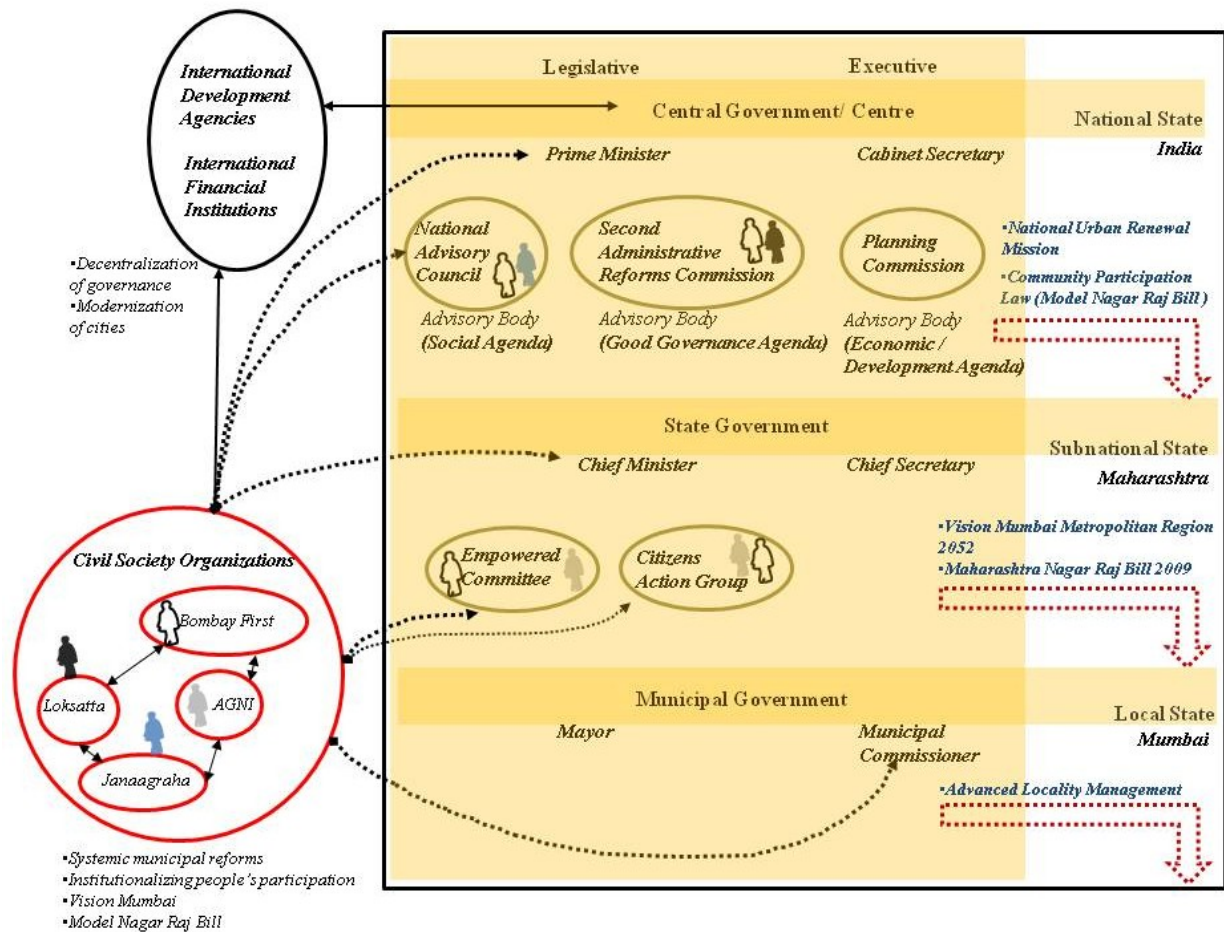 International
Development
Agencies
International
Financial
Institutions
▪Decentralization
of governance
▪Modernization
of cities
Civil Society Organizations
Bombay First
Loksatta
AGNI
Janaagraha
▪Systemic municipal reforms
▪Institutionalizing people's participation
▪Vision Mumbai
▪Model Nagar Raj Bill
Legislative
Executive
Central Government/ Centre
National State
India
Prime Minister
Cabinet Secretary
National
Advisory
Council
Second
Administrative
Reforms Commission
Planning
Commission
Advisory Body
(Social Agenda)
Advisory Body
(Good Governance Agenda)
Advisory Body
(Economic /
Development Agenda)
▪National Urban Renewal
Mission
▪Community Participation
Law (Model Nagar Raj Bill )
State Government
Subnational State
Maharashtra
Chief Minister
Chief Secretary
Empowered
Committee
Citizens
Action Group
▪Vision Mumbai Metropolitan Region
2052
▪Maharashtra Nagar Raj Bill 2009
Municipal Government
Local State
Mumbai
Mayor
Municipal
Commissioner
▪Advanced Locality Management